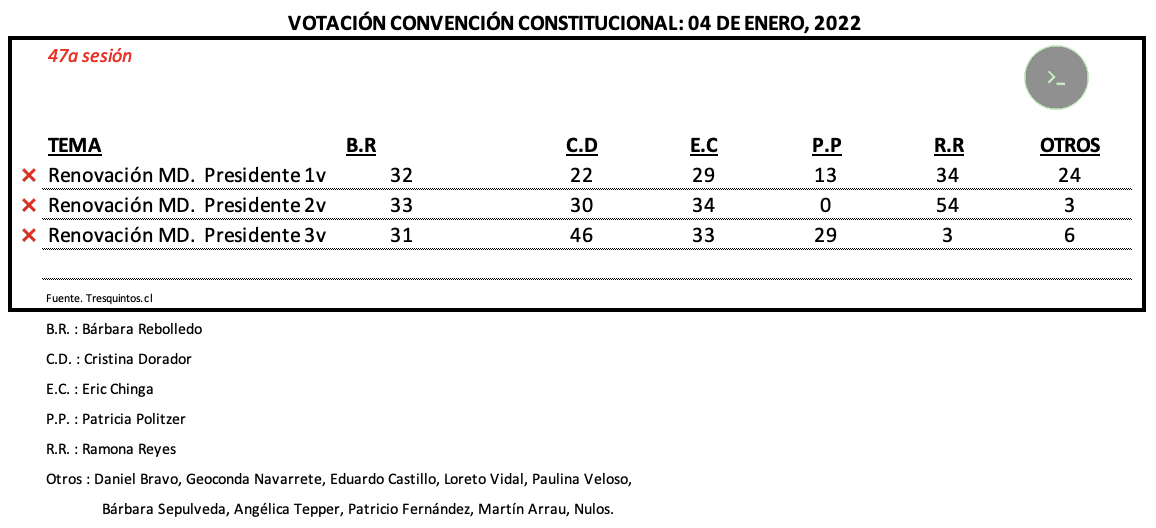 VOTACIÓN CONVENCIÓN CONSTITUCIONAL: 04 DE ENERO, 2022
47a sesión
>_
TEMA B.R C.D E.C P.P R.R OTROS
× Renovación MD. Presidente 1v 32 22 29 13 34 24
× Renovación MD. Presidente 2v 33 30 34 0 54 3
× Renovación MD. Presidente 3v 31 46 33 29 3 6
Fuente. Tresquintos.cl
B.R. : Bárbara Rebolledo
C.D. : Cristina Dorador
E.C. : Eric Chinga
P.P. : Patricia Politzer
R.R. : Ramona Reyes
Otros : Daniel Bravo, Geoconda Navarrete, Eduardo Castillo, Loreto Vidal, Paulina Veloso,
Bárbara Sepulveda, Angélica Tepper, Patricio Fernández, Martín Arrau, Nulos.